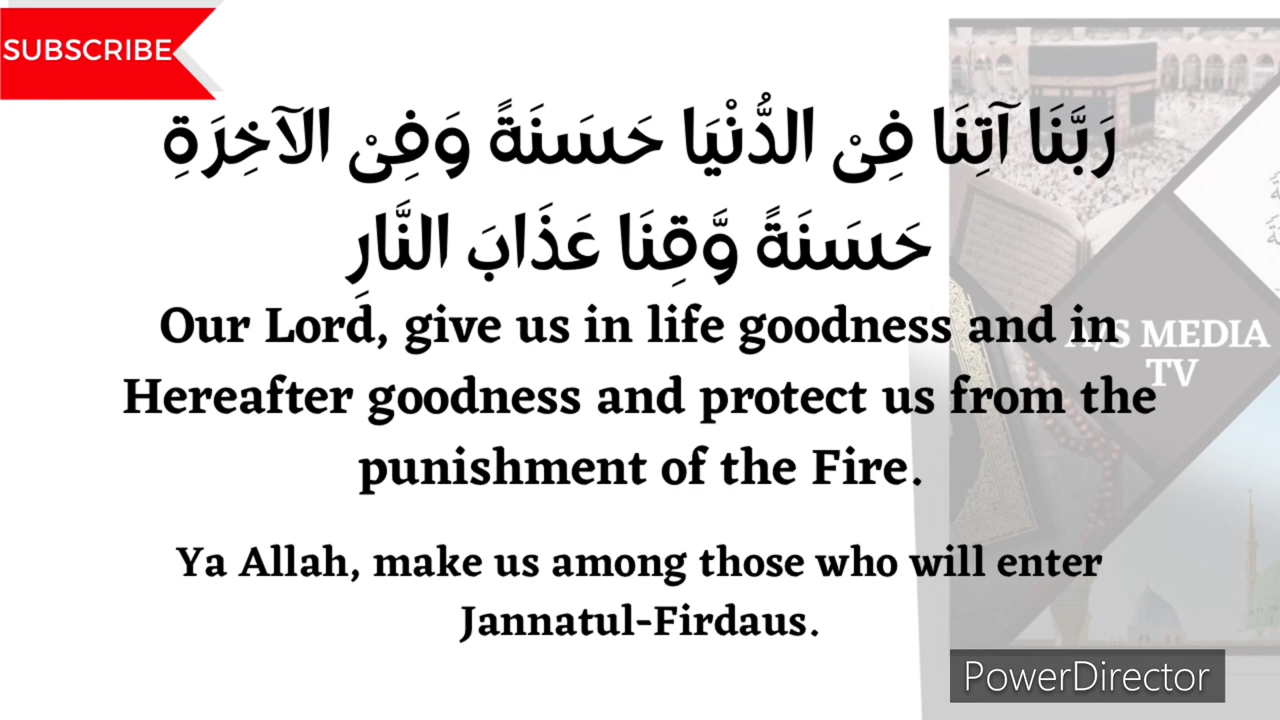 SUBSCRIBE
رَبَّنَا آتِنَا فِىْ الدُّنْيَا حَسَنَةً وَفِىْ الآخِرَةِ
حَسَنَةً وَّقِنَا عَذَابَ النَّارِ
Our Lord, give us in life goodness and in
Hereafter goodness and protect us from the
punishment of the Fire.
A/S MEDIA
TV
Ya Allah, make us among those who will enter
Jannatul-Firdaus.
PowerDirector